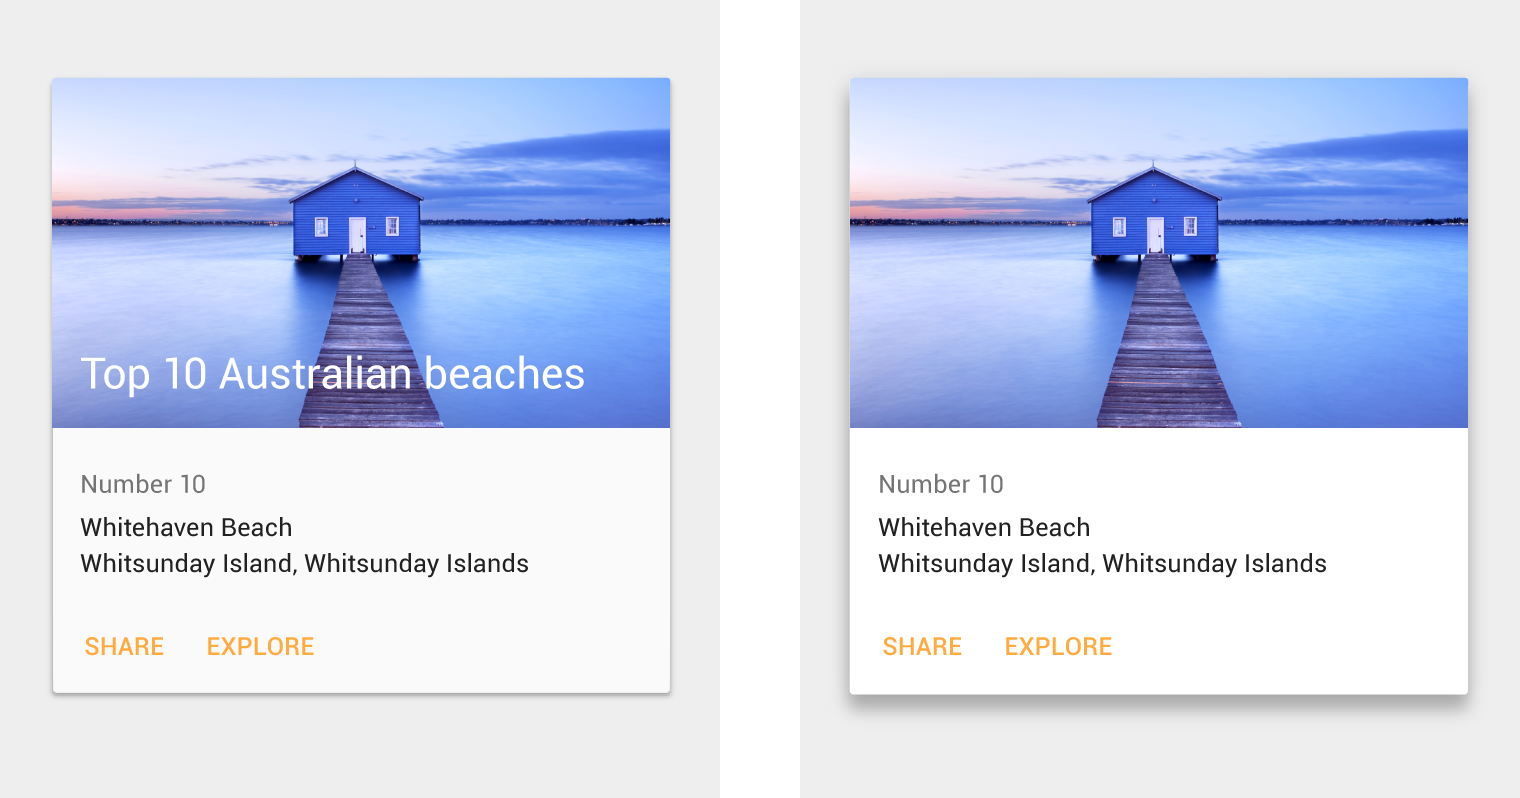 Top 10 Australian beaches
Number 10
Whitehaven Beach
Whitsunday Island, Whitsunday Islands
SHARE EXPLORE
Number 10
Whitehaven Beach
Whitsunday Island, Whitsunday Islands
SHARE EXPLORE